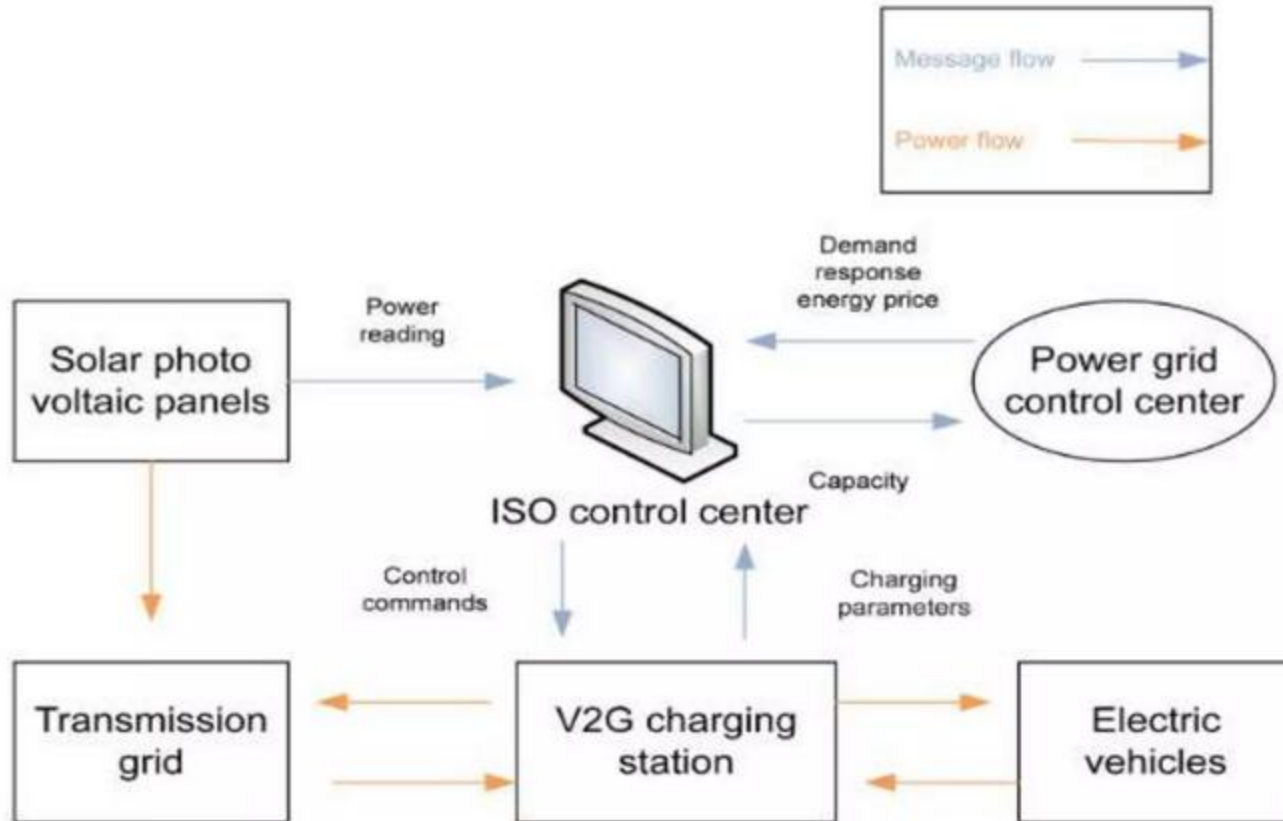 Message flow
Power flow
Demand
response
energy price
Power
reading
Solar photo
voltaic panels
Power grid
control center
Capacity
ISO control center
Control
commands
Charging
parameters
Transmission
grid
V2G charging
station
Electric
vehicles